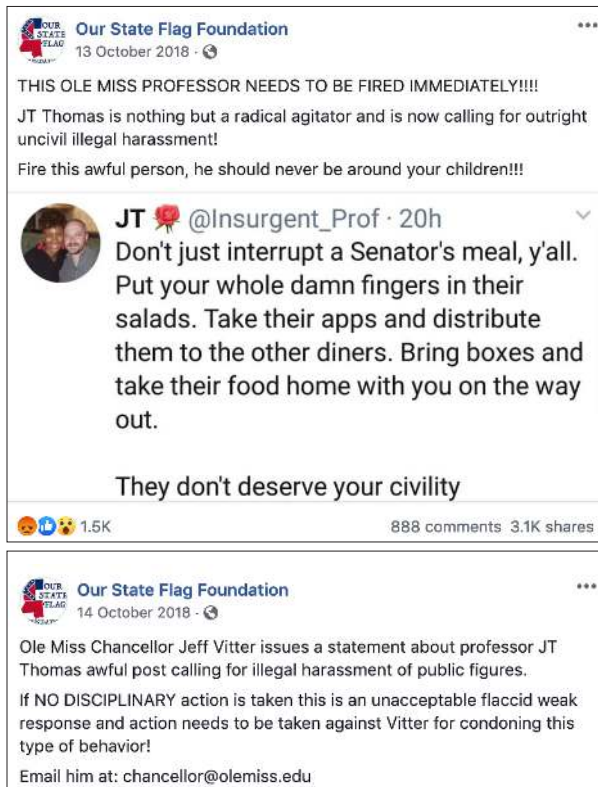 OUR
STATE
FLAG
Our State Flag Foundation
13 October 2018 ·
THIS OLE MISS PROFESSOR NEEDS TO BE FIRED IMMEDIATELY!!!!
JT Thomas is nothing but a radical agitator and is now calling for outright
uncivil illegal harassment!
Fire this awful person, he should never be around your children!!!
JT 🌹 @Insurgent_Prof · 20h
Don't just interrupt a Senator's meal, y'all.
Put your whole damn fingers in their
salads. Take their apps and distribute
them to the other diners. Bring boxes and
take their food home with you on the way
out.
They don't deserve your civility
1.5K
888 comments 3.1K shares
OUR
STATE
FLAG
Our State Flag Foundation
14 October 2018 ·
Ole Miss Chancellor Jeff Vitter issues a statement about professor JT
Thomas awful post calling for illegal harassment of public figures.
If NO DISCIPLINARY action is taken this is an unacceptable flaccid weak
response and action needs to be taken against Vitter for condoning this
type of behavior!
Email him at: chancellor@olemiss.edu